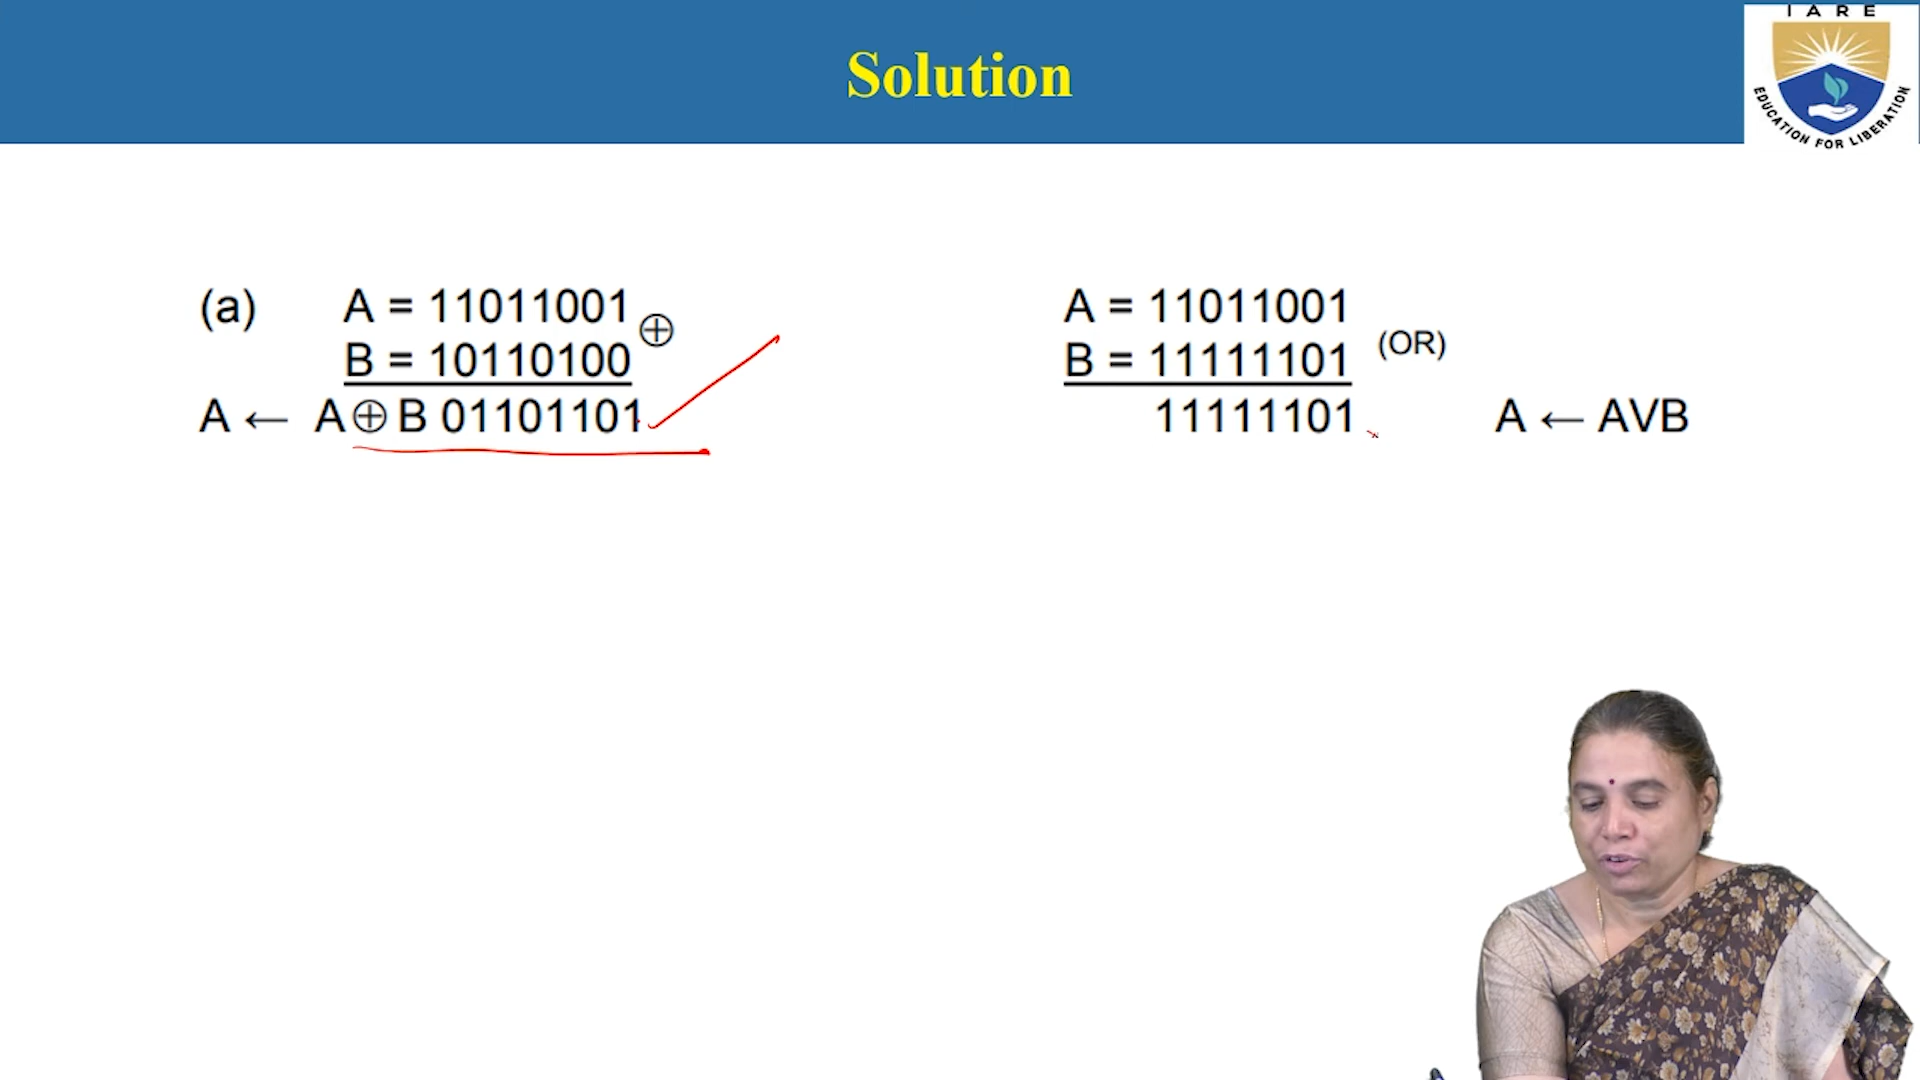 Solution
IARE
EDUCATION FOR LIBERATION
(a) A = 11011001
B = 10110100 ⊕
A ← A ⊕ B 01101101
A = 11011001
B = 11111101 (OR)
11111101 A ← AVB